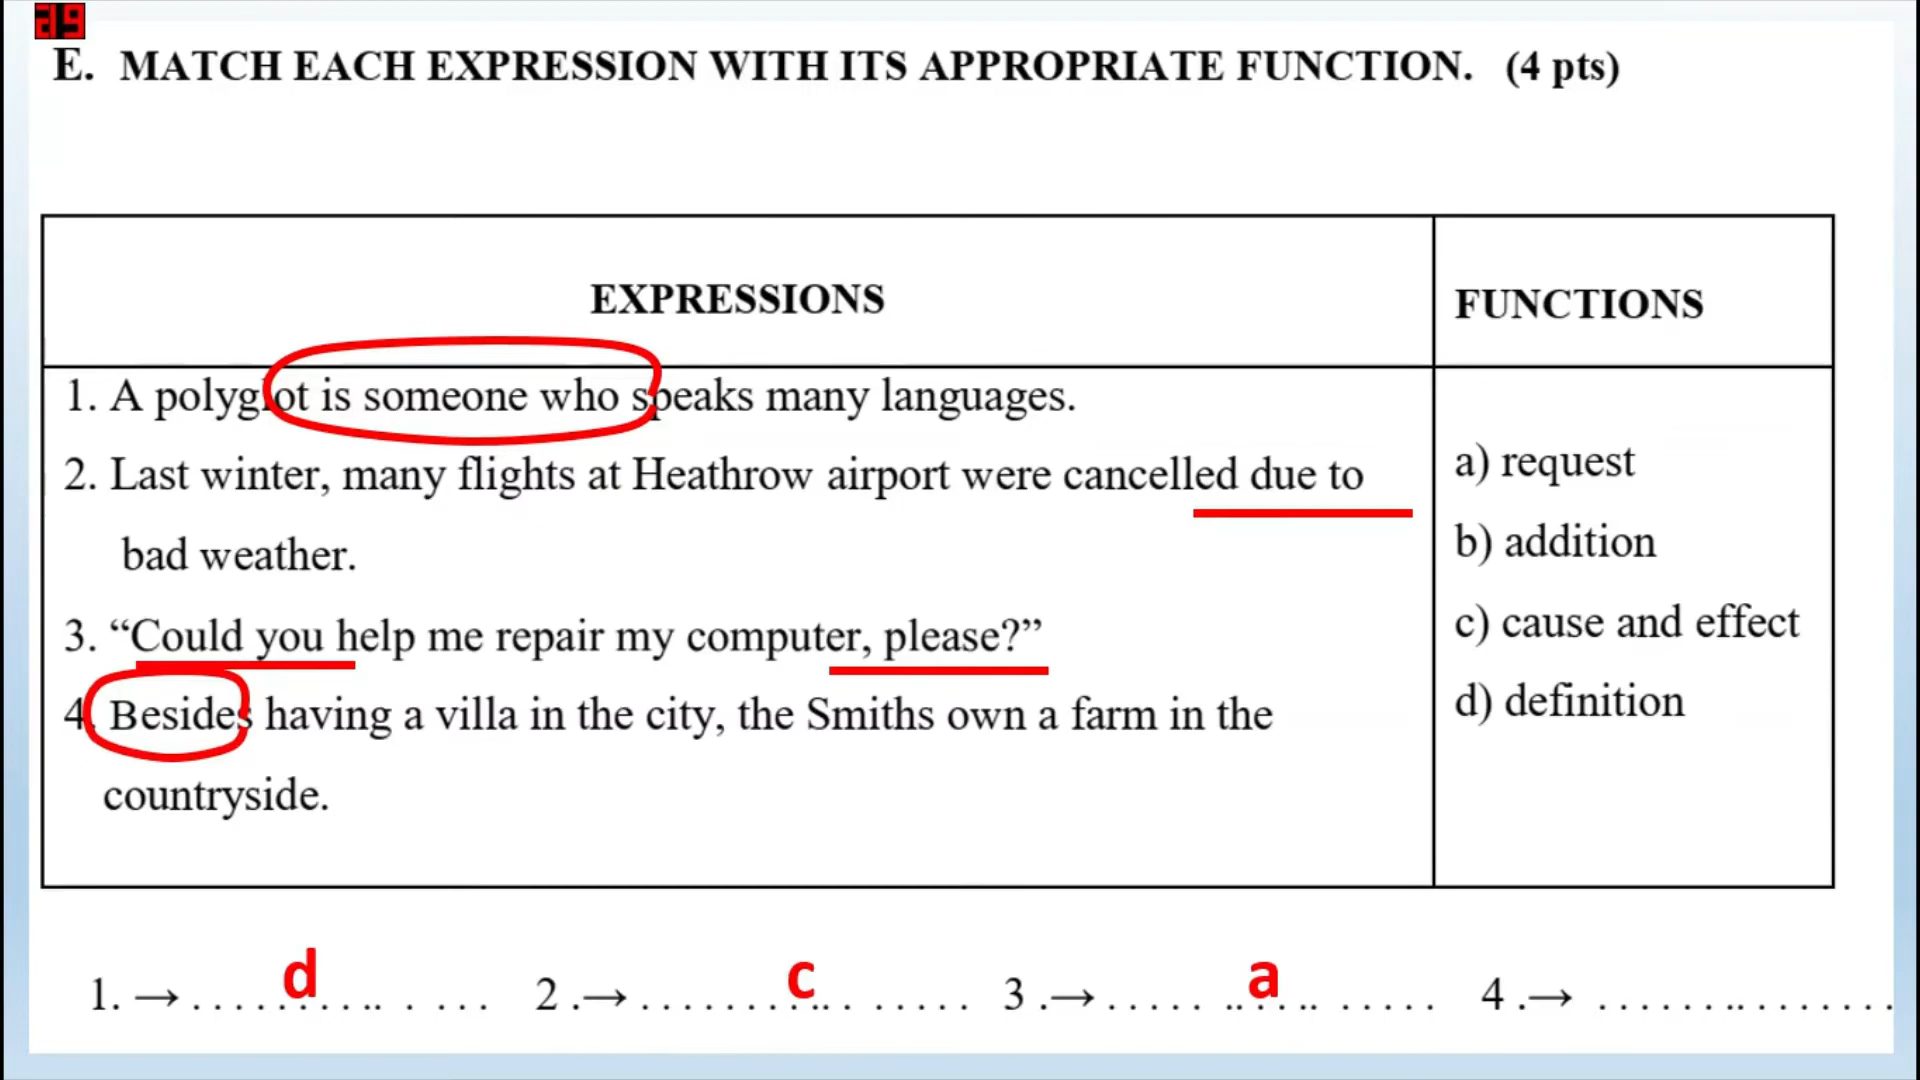 E. MATCH EACH EXPRESSION WITH ITS APPROPRIATE FUNCTION. (4 pts)
EXPRESSIONS
FUNCTIONS
1. A polyglot is someone who speaks many languages.
2. Last winter, many flights at Heathrow airport were cancelled due to
bad weather.
3. “Could you help me repair my computer, please?”
4. Besides having a villa in the city, the Smiths own a farm in the
countryside.
a) request
b) addition
c) cause and effect
d) definition
1. → ........ d .... . . ... 2 .→ ........ c ... . ..... 3 .→ ..... a ...... ..... 4 .→ ................